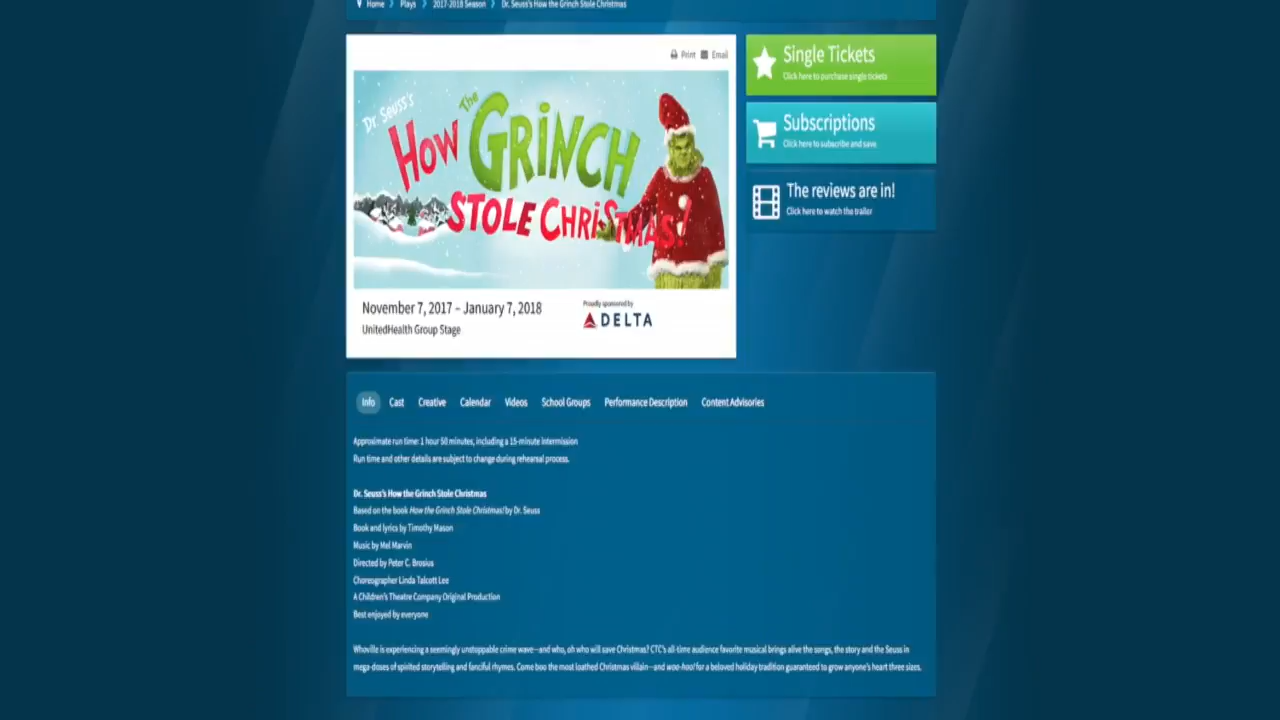 Home > Plays > 2017-2018 Season > Dr. Seuss's How the Grinch Stole Christmas
Print Email
Dr. Seuss's
How The GRiNCH
STOLE CHRiSTMAS!
November 7, 2017 – January 7, 2018
UnitedHealth Group Stage
Proudly sponsored by
DELTA
Single Tickets
Click here to purchase single tickets
Subscriptions
Click here to subscribe and save
The reviews are in!
Click here to watch the trailer
Info Cast Creative Calendar Videos School Groups Performance Description Content Advisories
Approximate run time: 1 hour 50 minutes, including a 15-minute intermission
Run time and other details are subject to change during rehearsal process.
Dr. Seuss's How the Grinch Stole Christmas
Based on the book How the Grinch Stole Christmas! by Dr. Seuss
Book and lyrics by Timothy Mason
Music by Mel Marvin
Directed by Peter C. Brosius
Choreographer Linda Talcott Lee
A Children's Theatre Company Original Production
Best enjoyed by everyone
Whoville is experiencing a seemingly unstoppable crime wave—and who, oh who will save Christmas? CTC's all-time audience favorite musical brings alive the songs, the story and the Seuss in
mega-doses of spirited storytelling and fanciful rhymes. Come boo the most loathed Christmas villain—and woo-hoo! for a beloved holiday tradition guaranteed to grow anyone's heart three sizes.